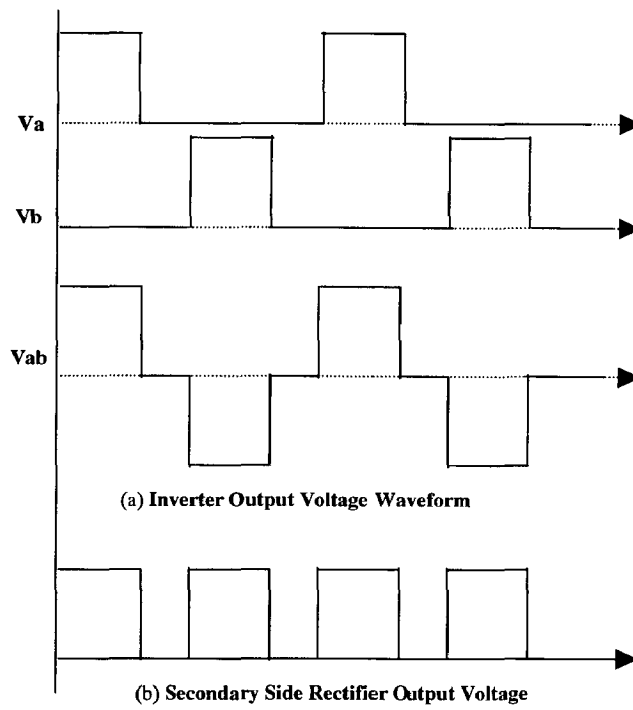 Va
Vb
Vab
(a) Inverter Output Voltage Waveform
(b) Secondary Side Rectifier Output Voltage